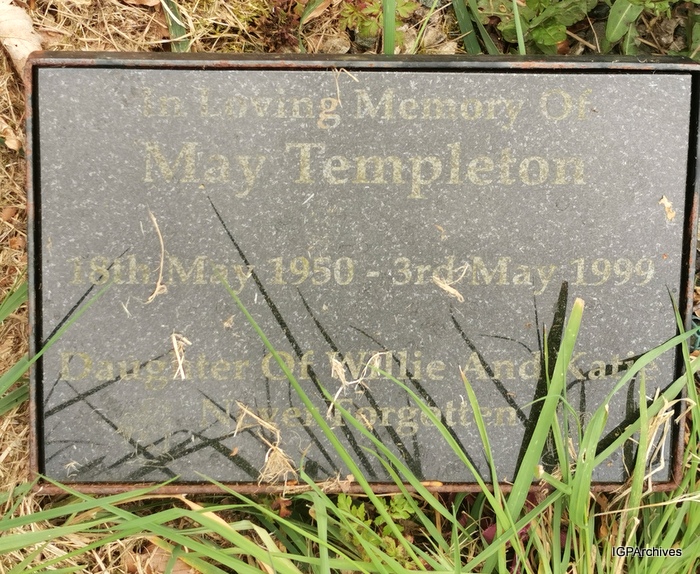 In Loving Memory Of
May Templeton
18th May 1950 - 3rd May 1999
Daughter Of Willie And Katie
Never Forgotten
IGPArchives